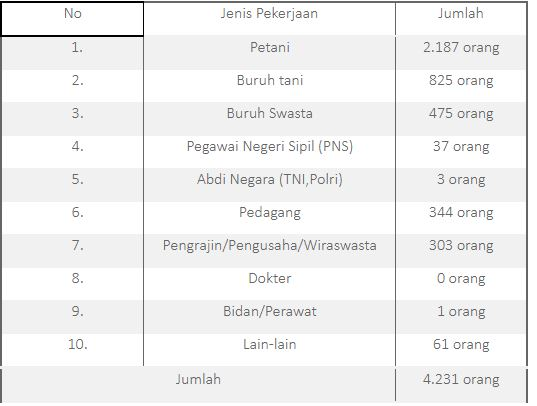 No Jenis Pekerjaan Jumlah
1. Petani 2.187 orang
2. Buruh tani 825 orang
3. Buruh Swasta 475 orang
4. Pegawai Negeri Sipil (PNS) 37 orang
5. Abdi Negara (TNI,Polri) 3 orang
6. Pedagang 344 orang
7. Pengrajin/Pengusaha/Wiraswasta 303 orang
8. Dokter 0 orang
9. Bidan/Perawat 1 orang
10. Lain-lain 61 orang
Jumlah 4.231 orang